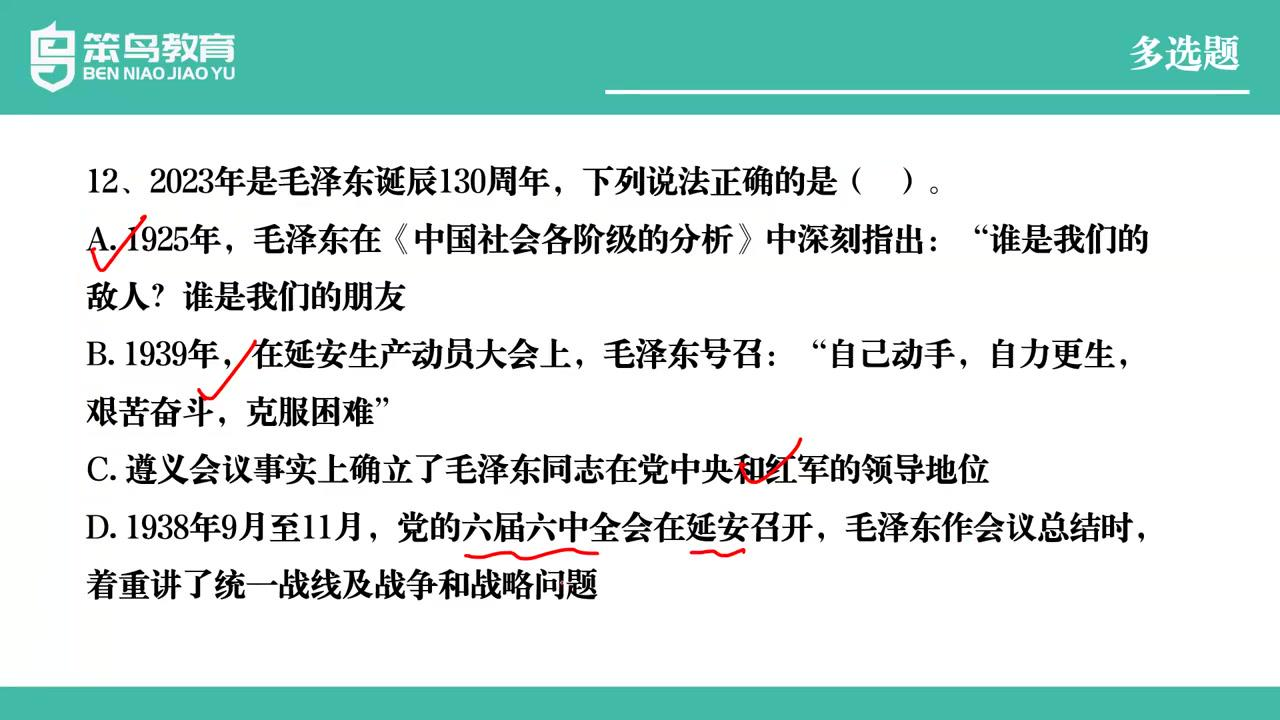 笨鸟教育
BEN NIAO JIAO YU
多选题
12、2023年是毛泽东诞辰130周年，下列说法正确的是（　）。
A. 1925年，毛泽东在《中国社会各阶级的分析》中深刻指出：“谁是我们的
敌人？谁是我们的朋友
B. 1939年，在延安生产动员大会上，毛泽东号召：“自己动手，自力更生，
艰苦奋斗，克服困难”
C. 遵义会议事实上确立了毛泽东同志在党中央和红军的领导地位
D. 1938年9月至11月，党的六届六中全会在延安召开，毛泽东作会议总结时，
着重讲了统一战线及战争和战略问题